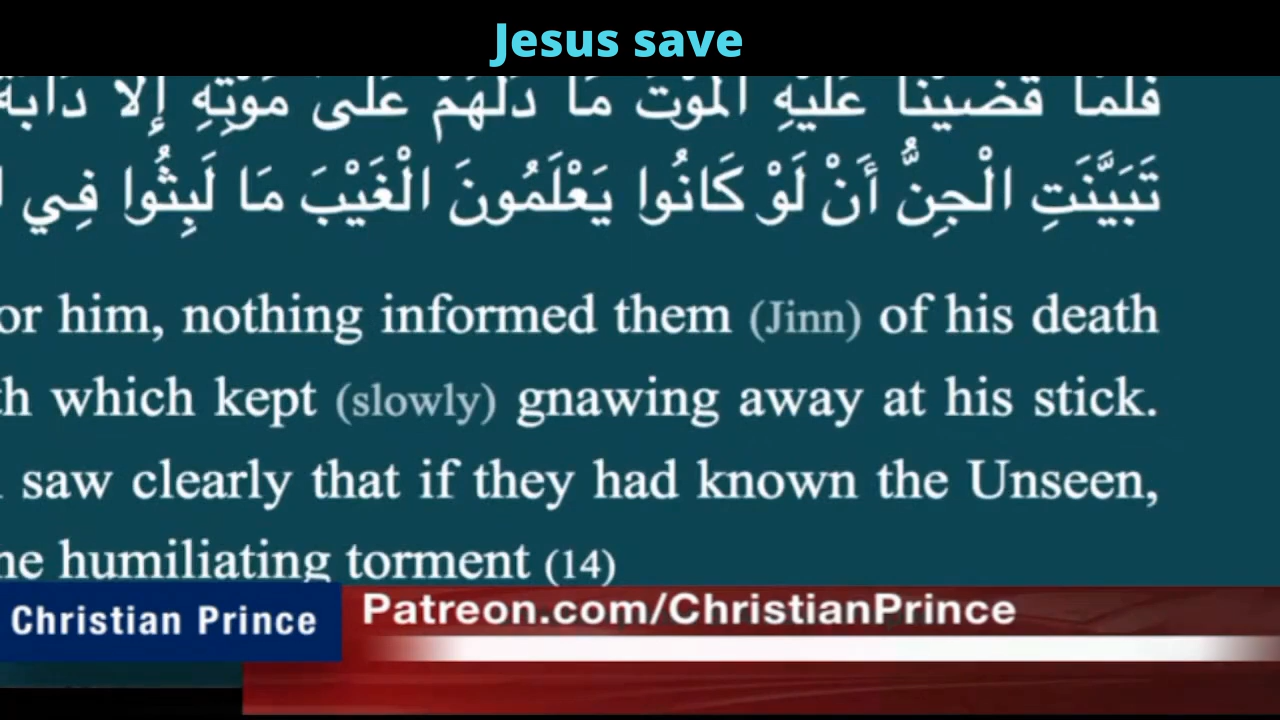 Jesus save
فلما قضينا عليه الموت ما دلهم على موتِهِ إلا دابة
تَبَيَّنَتِ الْجِنُّ أَنْ لَوْ كَانُوا يَعْلَمُونَ الْغَيْبَ مَا لَبِثُوا فِي
or him, nothing informed them (Jinn) of his death
th which kept (slowly) gnawing away at his stick.
saw clearly that if they had known the Unseen,
he humiliating torment (14)
Christian Prince
Patreon.com/ChristianPrince